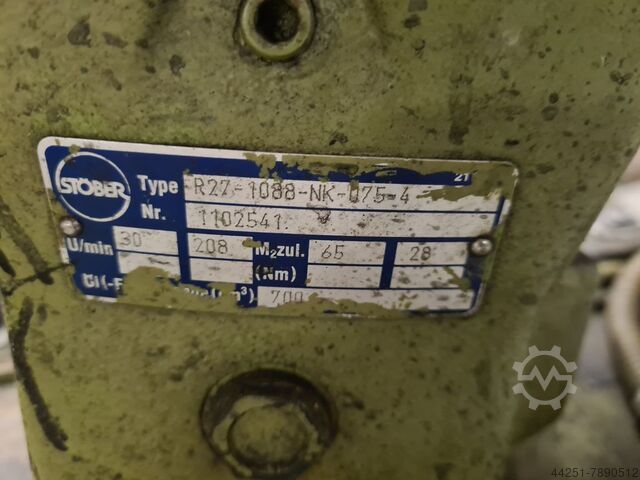 21
STÖBER
Type R27-1088-NK-075-4
Nr. 1102541
U/min 30 208 M₂zul. 65 28
(Nm)
700
44251-7890512